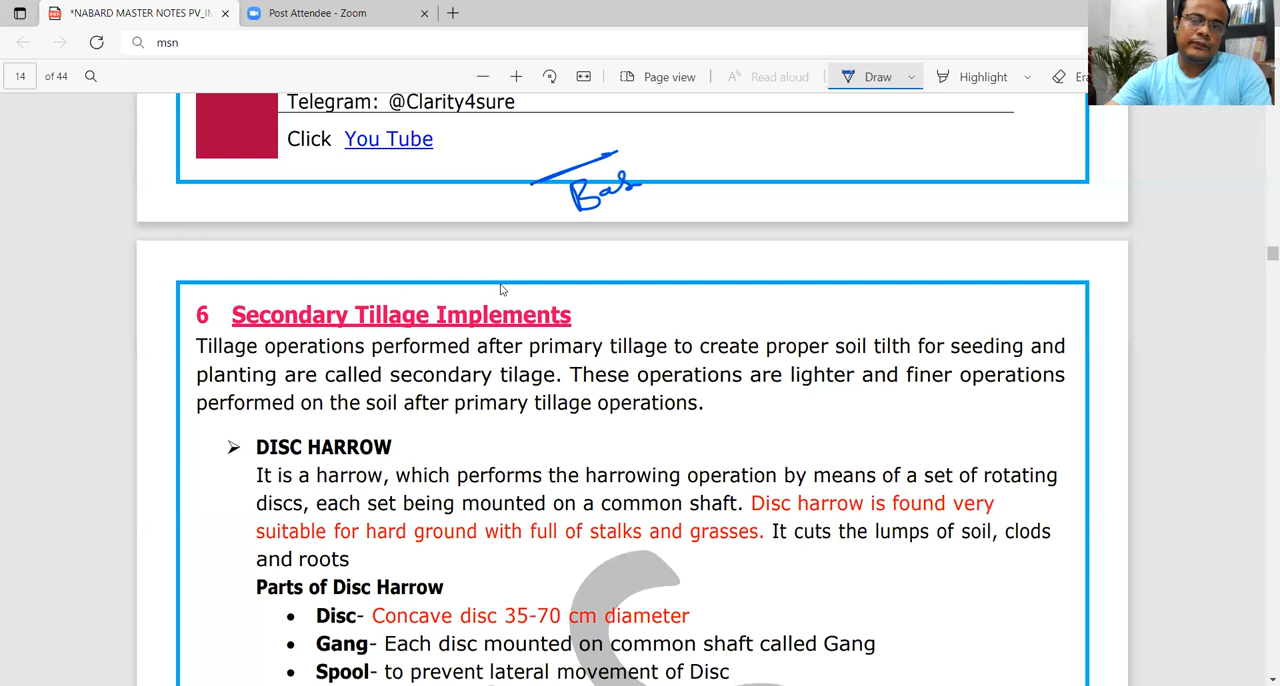 *NABARD MASTER NOTES PV_IN
Post Attendee - Zoom
msn
14 of 44
Page view
Read aloud
Draw
Highlight
Era
Telegram: @Clarity4sure
Click You Tube
Bas
6 Secondary Tillage Implements
Tillage operations performed after primary tillage to create proper soil tilth for seeding and
planting are called secondary tilage. These operations are lighter and finer operations
performed on the soil after primary tillage operations.
➢ DISC HARROW
It is a harrow, which performs the harrowing operation by means of a set of rotating
discs, each set being mounted on a common shaft. Disc harrow is found very
suitable for hard ground with full of stalks and grasses. It cuts the lumps of soil, clods
and roots
Parts of Disc Harrow
• Disc- Concave disc 35-70 cm diameter
• Gang- Each disc mounted on common shaft called Gang
• Spool- to prevent lateral movement of Disc